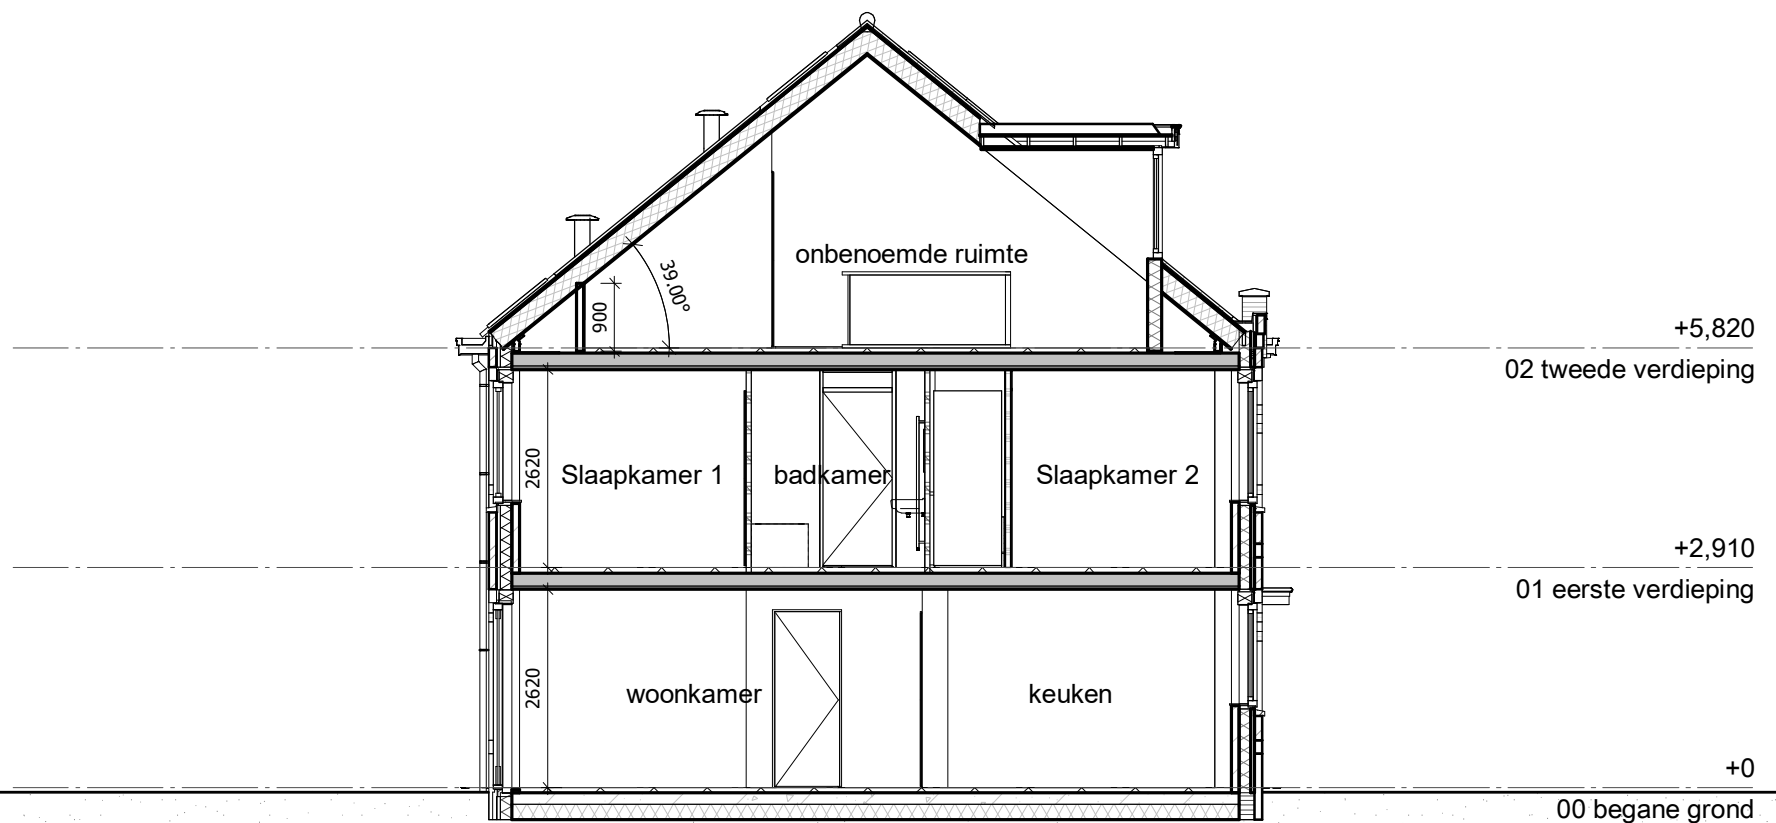 39.00°
onbenoemde ruimte
900
+5,820
02 tweede verdieping
2620
Slaapkamer 1
badkamer
Slaapkamer 2
+2,910
01 eerste verdieping
2620
woonkamer
keuken
+0
00 begane grond